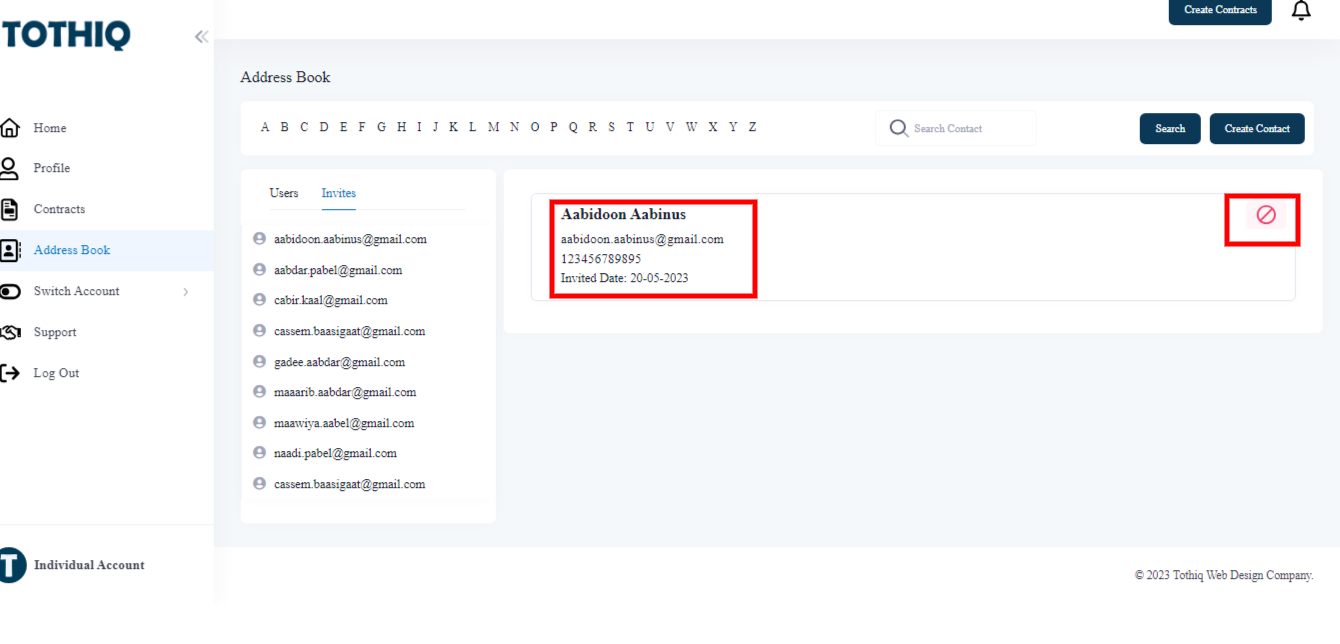 TOTHIQ
Create Contracts
Home
Profile
Contracts
Address Book
Switch Account
Support
Log Out
T Individual Account
Address Book
A B C D E F G H I J K L M N O P Q R S T U V W X Y Z
Search Contact
Search
Create Contact
Users Invites
aabidoon.aabinus@gmail.com
aabdar.pabel@gmail.com
cabir.kaal@gmail.com
cassem.baasigaat@gmail.com
gadee.aabdar@gmail.com
maaarib.aabdar@gmail.com
maawiya.aabel@gmail.com
naadi.pabel@gmail.com
cassem.baasigaat@gmail.com
Aabidoon Aabinus
aabidoon.aabinus@gmail.com
123456789895
Invited Date: 20-05-2023
© 2023 Tothiq Web Design Company.